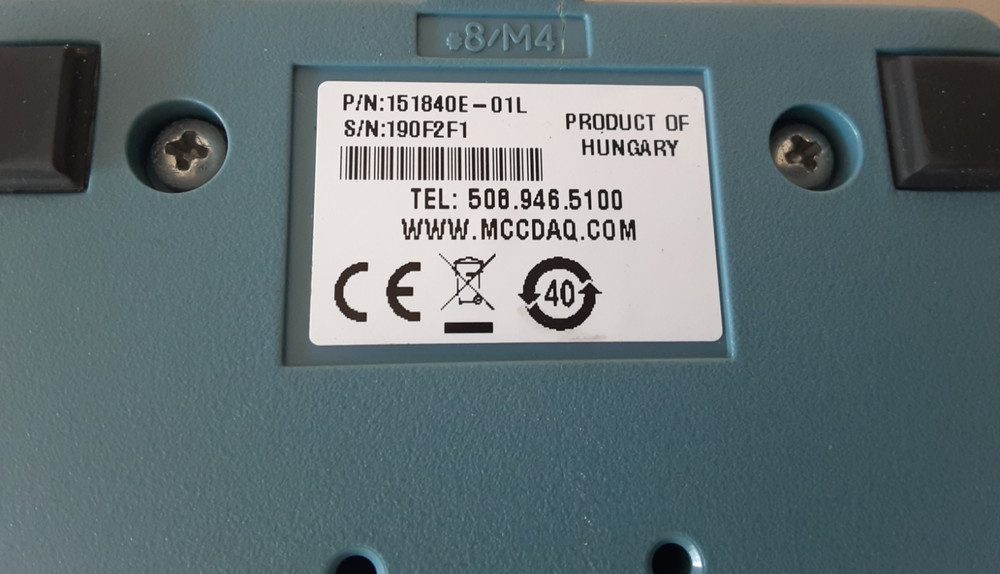 #8/M4
P/N:151840E-01L
S/N:190F2F1
PRODUCT OF
HUNGARY
TEL: 508.946.5100
WWW.MCCDAQ.COM
CE
40